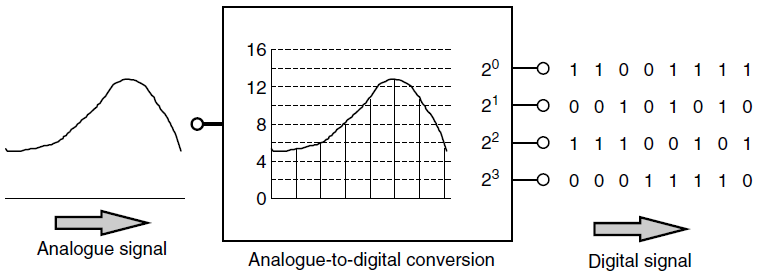 16
12
8
4
0
2⁰ 1 1 0 0 1 1 1 1
2¹ 0 0 1 0 1 0 1 0
2² 1 1 1 0 0 1 0 1
2³ 0 0 0 1 1 1 1 0
Analogue signal
Analogue-to-digital conversion
Digital signal